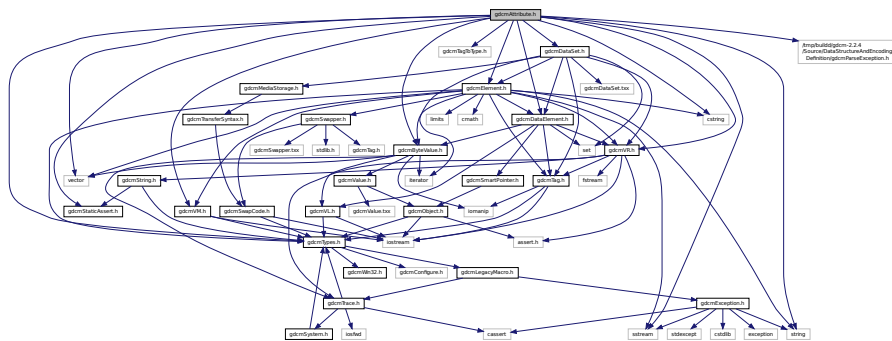 gdcmAttribute.h
gdcmTagToType.h
gdcmDataSet.h
/tmp/buildd/gdcm-2.2.4
/Source/DataStructureAndEncoding
Definition/gdcmParseException.h
gdcmMediaStorage.h
gdcmElement.h
gdcmDataSet.txx
gdcmTransferSyntax.h
gdcmSwapper.h
limits
cmath
gdcmDataElement.h
cstring
gdcmSwapper.txx
stdlib.h
gdcmTag.h
gdcmByteValue.h
set
gdcmVR.h
vector
gdcmString.h
gdcmValue.h
iterator
gdcmSmartPointer.h
gdcmTag.h
fstream
gdcmStaticAssert.h
gdcmVM.h
gdcmSwapCode.h
gdcmVL.h
gdcmValue.txx
gdcmObject.h
iomanip
gdcmTypes.h
iostream
assert.h
gdcmWin32.h
gdcmConfigure.h
gdcmLegacyMacro.h
gdcmTrace.h
gdcmException.h
gdcmSystem.h
iosfwd
cassert
sstream
stdexcept
cstdlib
exception
string